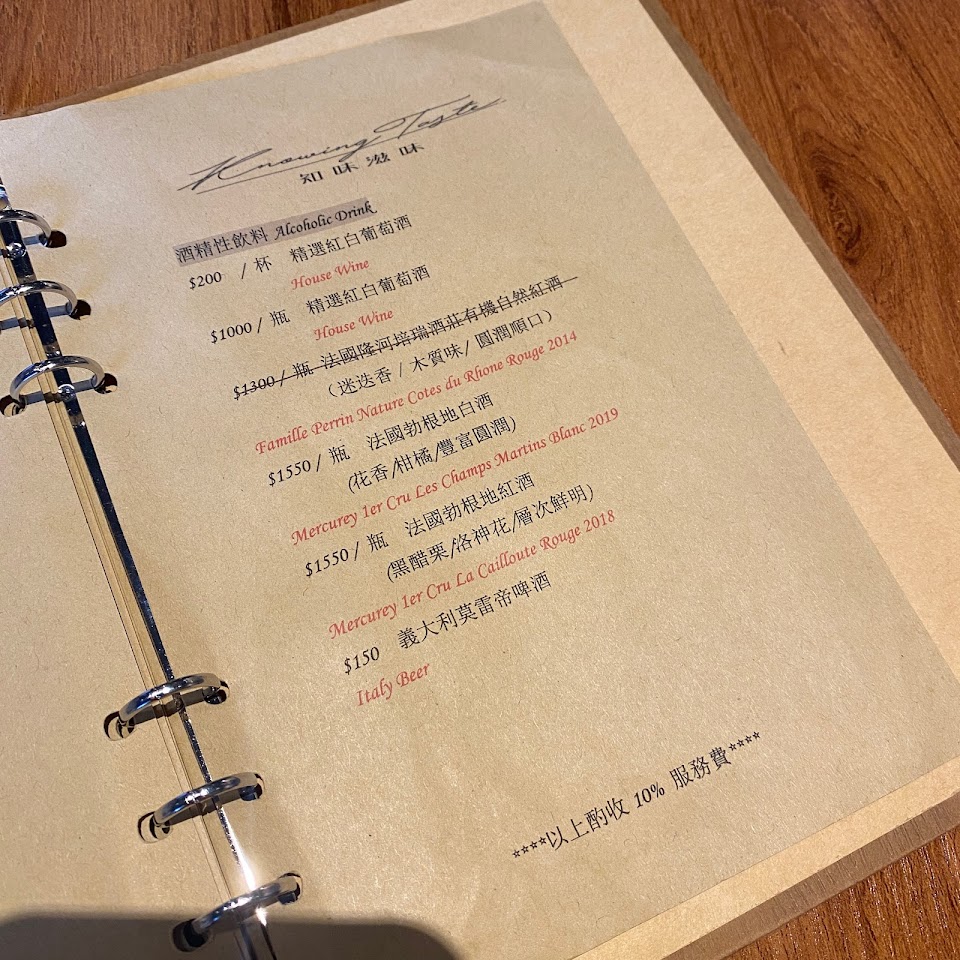 Knowing Taste
知味滋味
酒精性飲料 Alcoholic Drink
$200 / 杯 精選紅白葡萄酒
House Wine
$1000 / 瓶 精選紅白葡萄酒
House Wine
$1300 / 瓶 法國隆河培瑞酒莊有機自然紅酒
（迷迭香 / 木質味/ 圓潤順口）
Famille Perrin Nature Cotes du Rhone Rouge 2014
$1550 / 瓶 法國勃根地白酒
(花香/柑橘/豐富圓潤)
Mercurey 1er Cru Les Champs Martins Blanc 2019
$1550 / 瓶 法國勃根地紅酒
(黑醋栗/洛神花/層次鮮明)
Mercurey 1er Cru La Cailloute Rouge 2018
$150 義大利莫雷帝啤酒
Italy Beer
****以上酌收 10% 服務費****